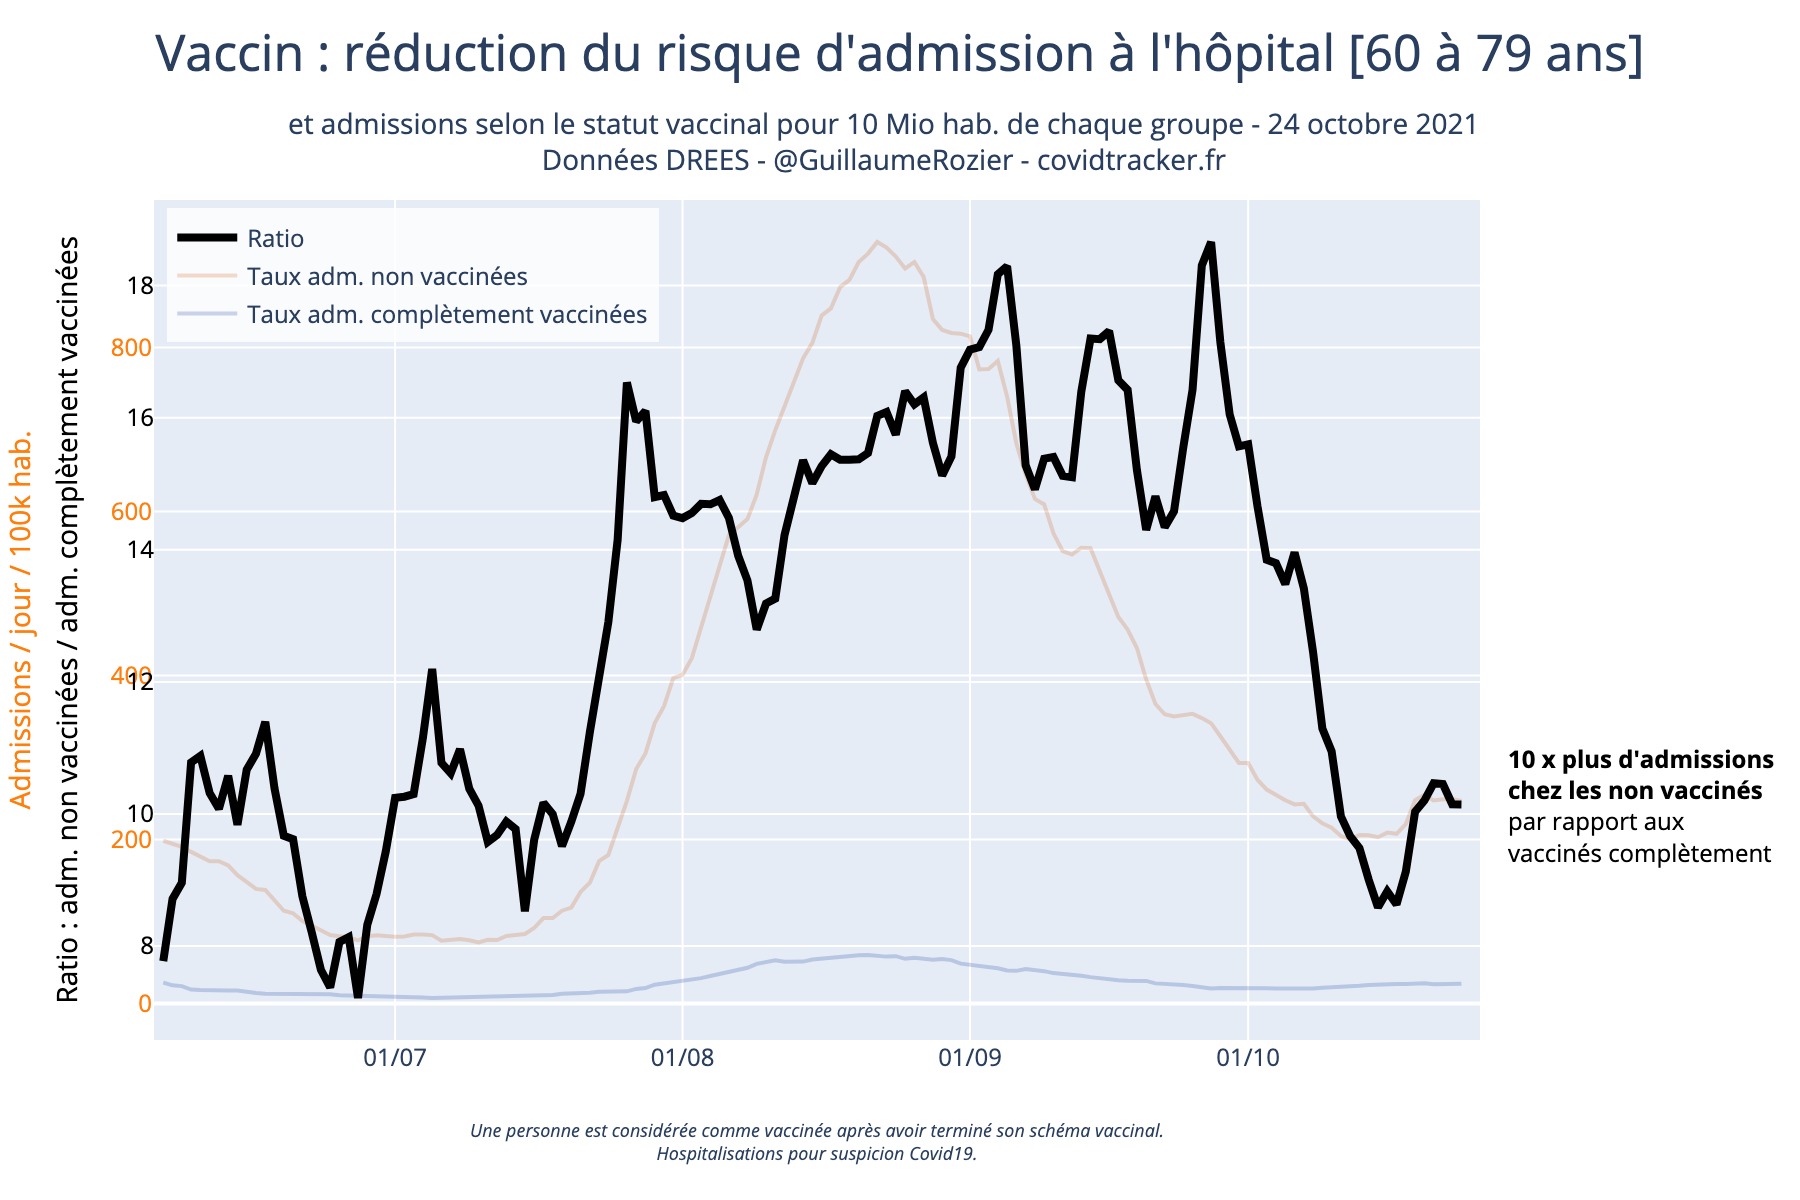 Vaccin : réduction du risque d'admission à l'hôpital [60 à 79 ans]
et admissions selon le statut vaccinal pour 10 Mio hab. de chaque groupe - 24 octobre 2021
Données DREES - @GuillaumeRozier - covidtracker.fr
Admissions / jour / 100k hab.
Ratio : adm. non vaccinées / adm. complètement vaccinées
Ratio
Taux adm. non vaccinées
Taux adm. complètement vaccinées
18
800
16
600
14
400
12
10
200
8
0
01/07
01/08
01/09
01/10
10 x plus d'admissions
chez les non vaccinés
par rapport aux
vaccinés complètement
Une personne est considérée comme vaccinée après avoir terminé son schéma vaccinal.
Hospitalisations pour suspicion Covid19.